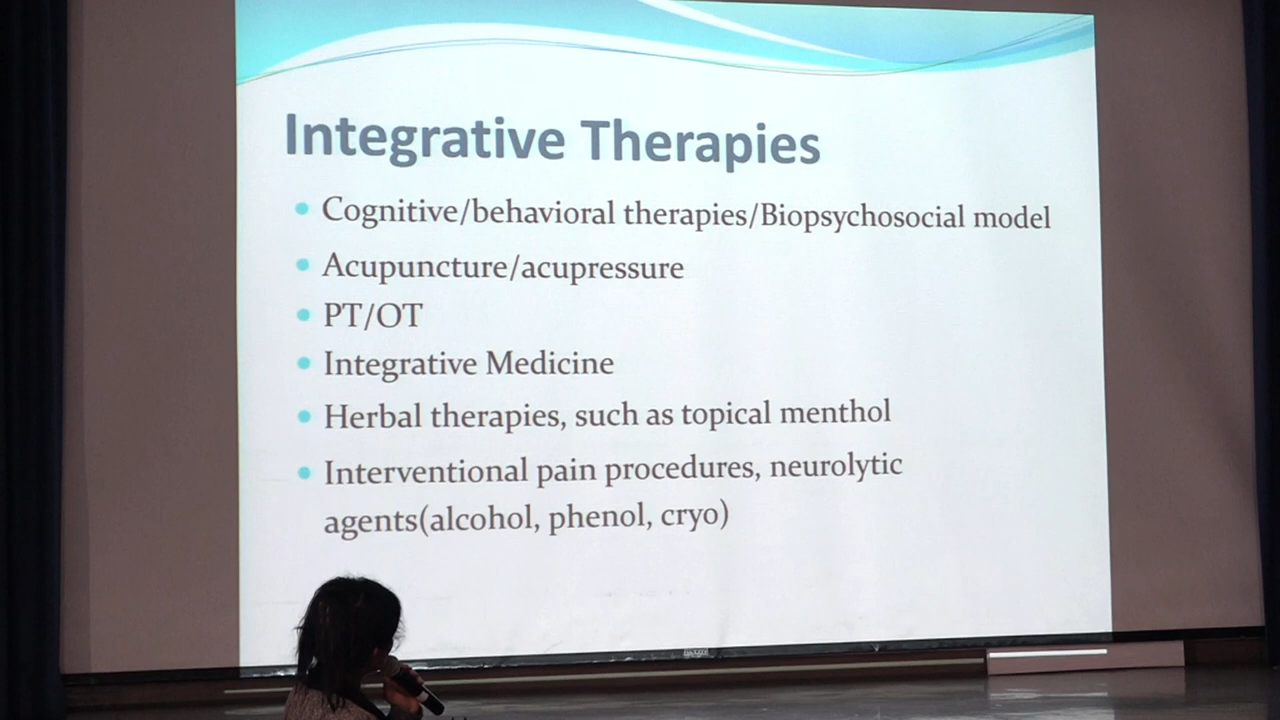 Integrative Therapies
Cognitive/behavioral therapies/Biopsychosocial model
Acupuncture/acupressure
PT/OT
Integrative Medicine
Herbal therapies, such as topical menthol
Interventional pain procedures, neurolytic
agents(alcohol, phenol, cryo)